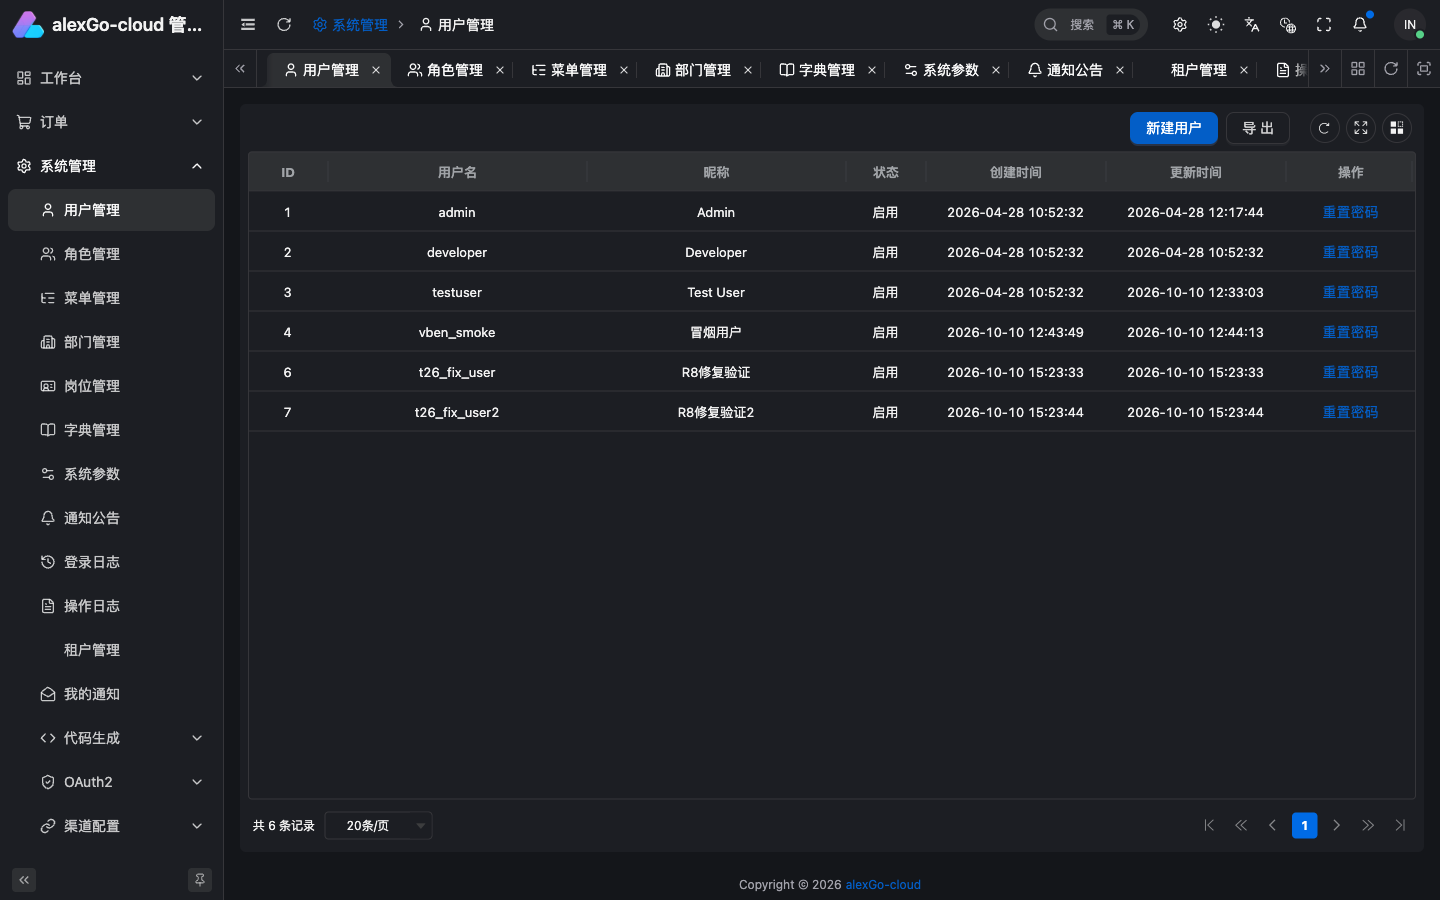 alexGo-cloud 管...
系统管理 用户管理 搜索 ⌘ K IN
工作台
订单
系统管理
用户管理
角色管理
菜单管理
部门管理
岗位管理
字典管理
系统参数
通知公告
登录日志
操作日志
租户管理
我的通知
代码生成
OAuth2
渠道配置
用户管理 角色管理 菜单管理 部门管理 字典管理 系统参数 通知公告 租户管理
新建用户 导 出
ID 用户名 昵称 状态 创建时间 更新时间 操作
1 admin Admin 启用 2026-04-28 10:52:32 2026-04-28 12:17:44 重置密码
2 developer Developer 启用 2026-04-28 10:52:32 2026-04-28 10:52:32 重置密码
3 testuser Test User 启用 2026-04-28 10:52:32 2026-10-10 12:33:03 重置密码
4 vben_smoke 冒烟用户 启用 2026-10-10 12:43:49 2026-10-10 12:44:13 重置密码
6 t26_fix_user R8修复验证 启用 2026-10-10 15:23:33 2026-10-10 15:23:33 重置密码
7 t26_fix_user2 R8修复验证2 启用 2026-10-10 15:23:44 2026-10-10 15:23:44 重置密码
共 6 条记录 20条/页 1
Copyright © 2026 alexGo-cloud